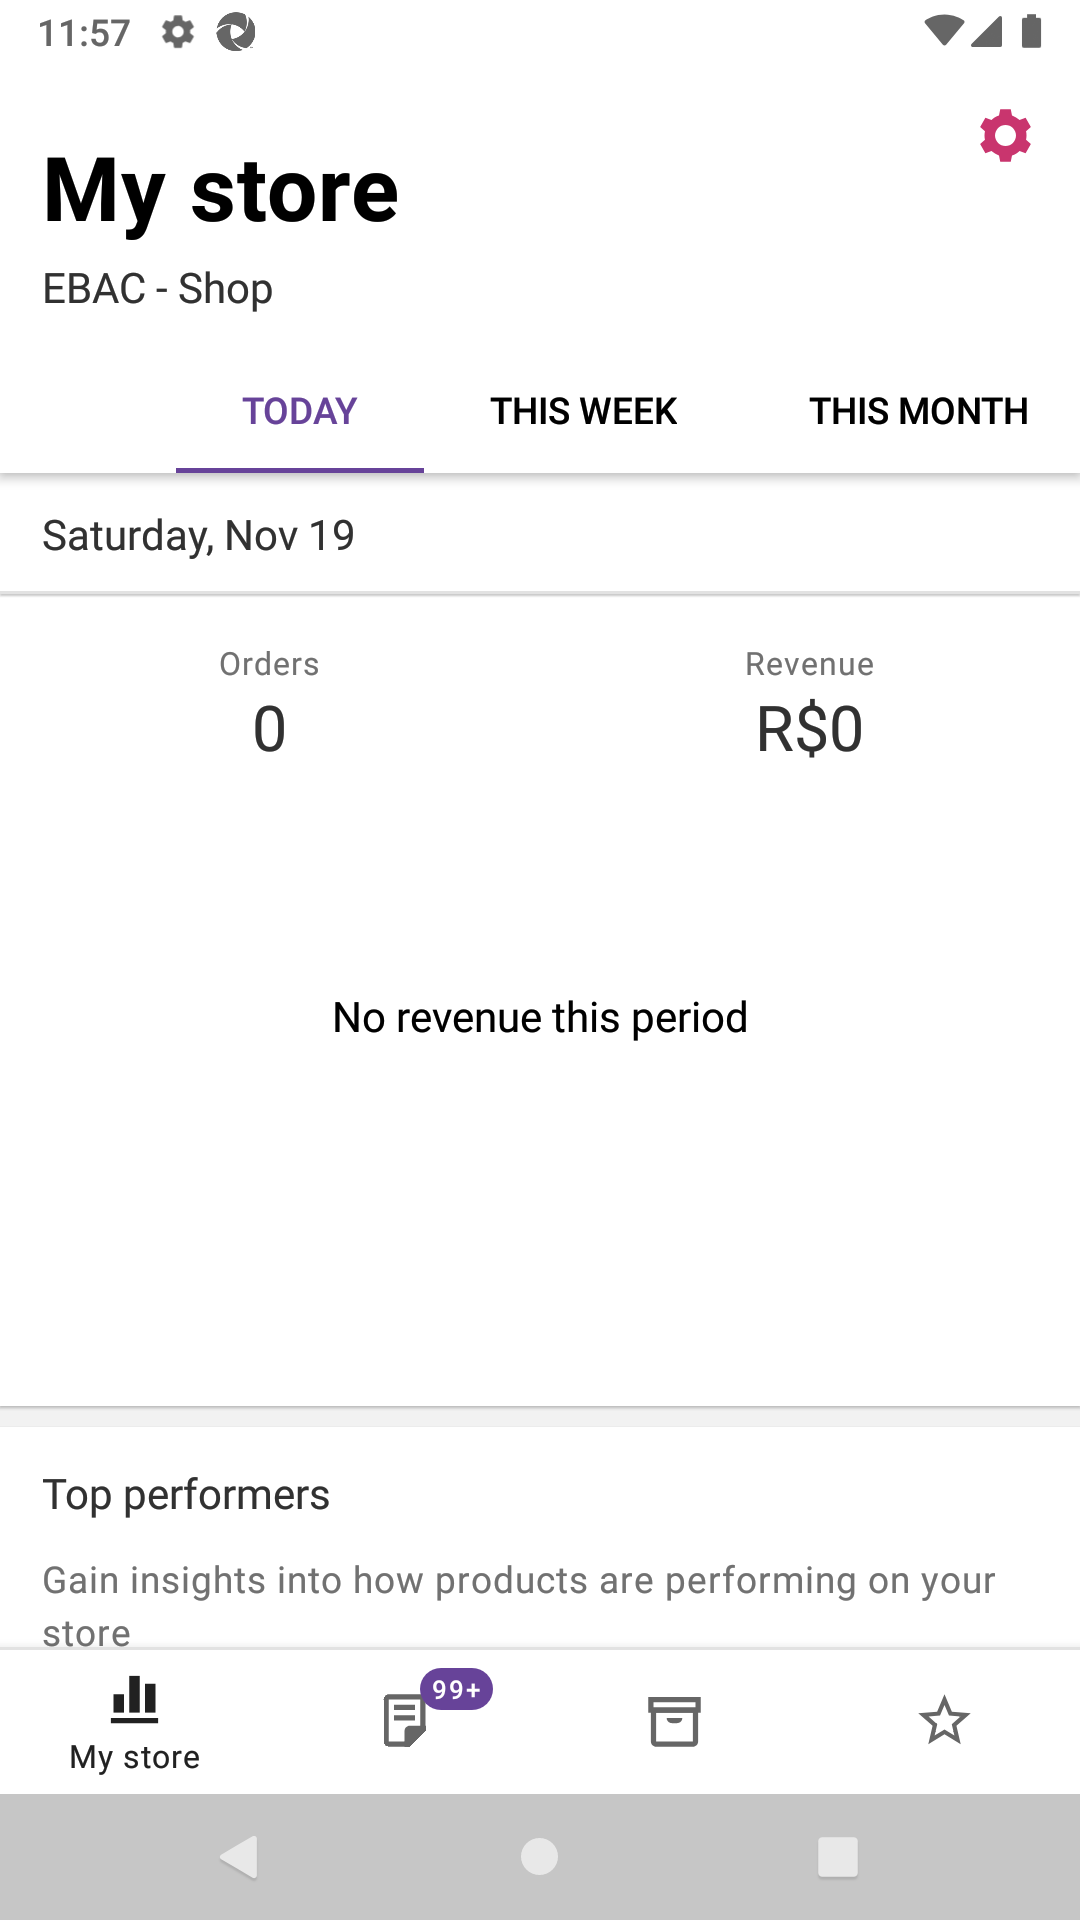 11:57
My store
EBAC - Shop
TODAY THIS WEEK THIS MONTH
Saturday, Nov 19
Orders Revenue
0 R$0
No revenue this period
Top performers
Gain insights into how products are performing on your
store
99+
My store